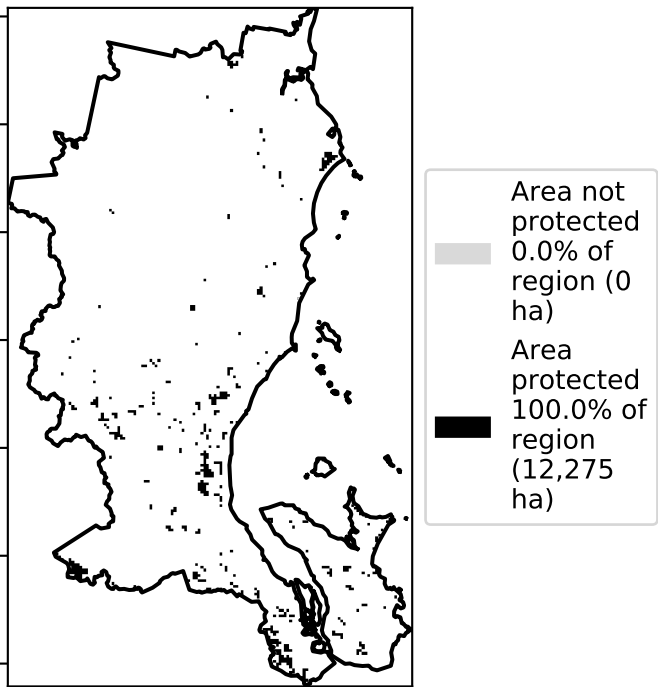 Area not
protected
0.0% of
region (0
ha)
Area
protected
100.0% of
region
(12,275
ha)